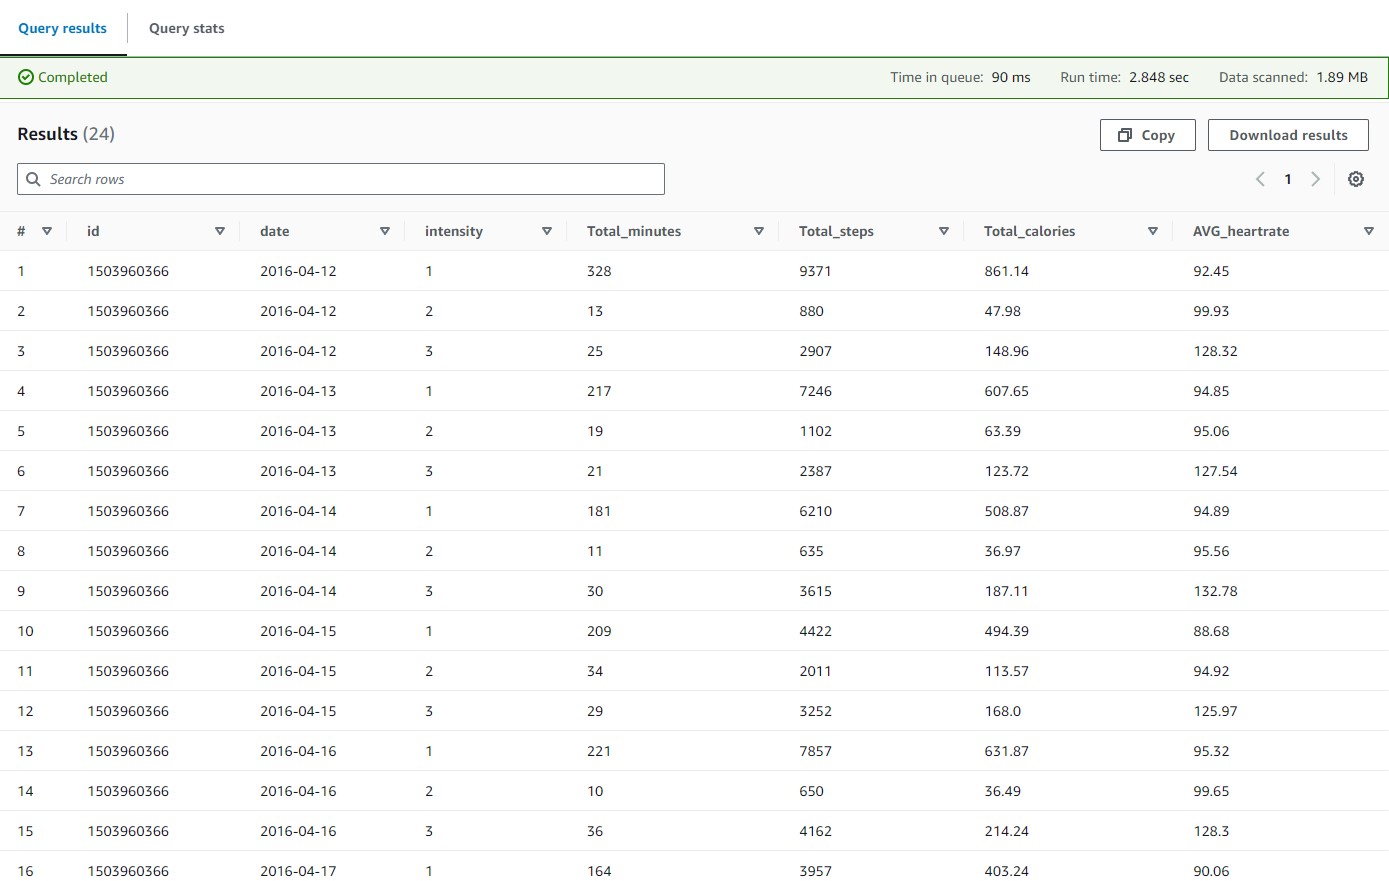 Query results Query stats
Completed Time in queue: 90 ms Run time: 2.848 sec Data scanned: 1.89 MB
Results (24) Copy Download results
Search rows 1
# id date intensity Total_minutes Total_steps Total_calories AVG_heartrate
1 1503960366 2016-04-12 1 328 9371 861.14 92.45
2 1503960366 2016-04-12 2 13 880 47.98 99.93
3 1503960366 2016-04-12 3 25 2907 148.96 128.32
4 1503960366 2016-04-13 1 217 7246 607.65 94.85
5 1503960366 2016-04-13 2 19 1102 63.39 95.06
6 1503960366 2016-04-13 3 21 2387 123.72 127.54
7 1503960366 2016-04-14 1 181 6210 508.87 94.89
8 1503960366 2016-04-14 2 11 635 36.97 95.56
9 1503960366 2016-04-14 3 30 3615 187.11 132.78
10 1503960366 2016-04-15 1 209 4422 494.39 88.68
11 1503960366 2016-04-15 2 34 2011 113.57 94.92
12 1503960366 2016-04-15 3 29 3252 168.0 125.97
13 1503960366 2016-04-16 1 221 7857 631.87 95.32
14 1503960366 2016-04-16 2 10 650 36.49 99.65
15 1503960366 2016-04-16 3 36 4162 214.24 128.3
16 1503960366 2016-04-17 1 164 3957 403.24 90.06